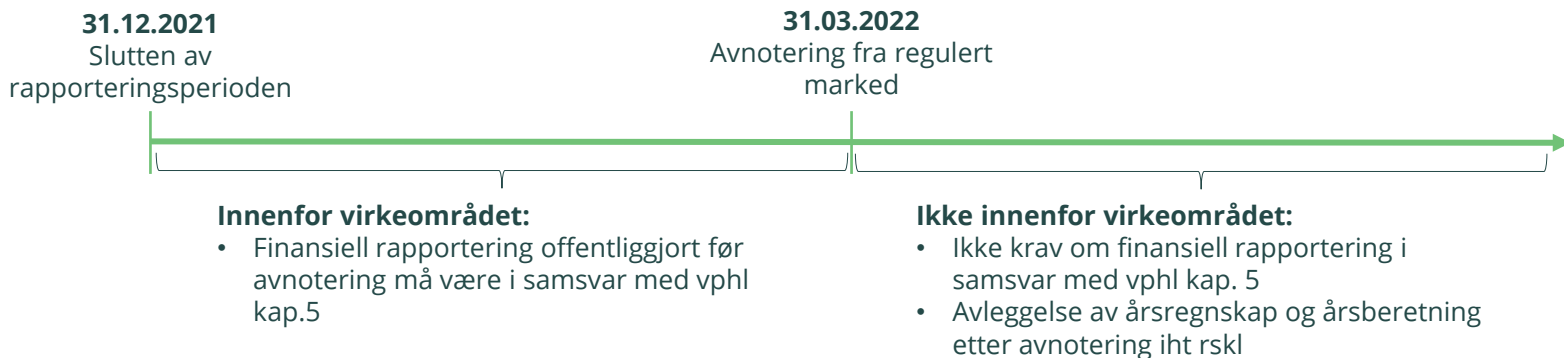 31.12.2021
Slutten av
rapporteringsperioden
31.03.2022
Avnotering fra regulert
marked
Innenfor virkeområdet:
• Finansiell rapportering offentliggjort før
avnotering må være i samsvar med vphl
kap.5
Ikke innenfor virkeområdet:
• Ikke krav om finansiell rapportering i
samsvar med vphl kap. 5
• Avleggelse av årsregnskap og årsberetning
etter avnotering iht rskl